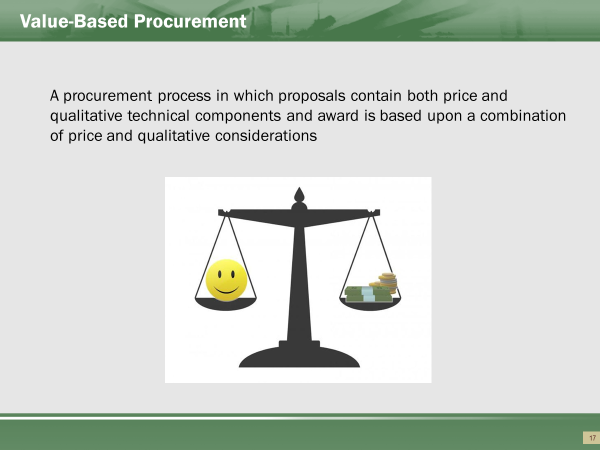 Value-Based Procurement
A procurement process in which proposals contain both price and
qualitative technical components and award is based upon a combination
of price and qualitative considerations
17